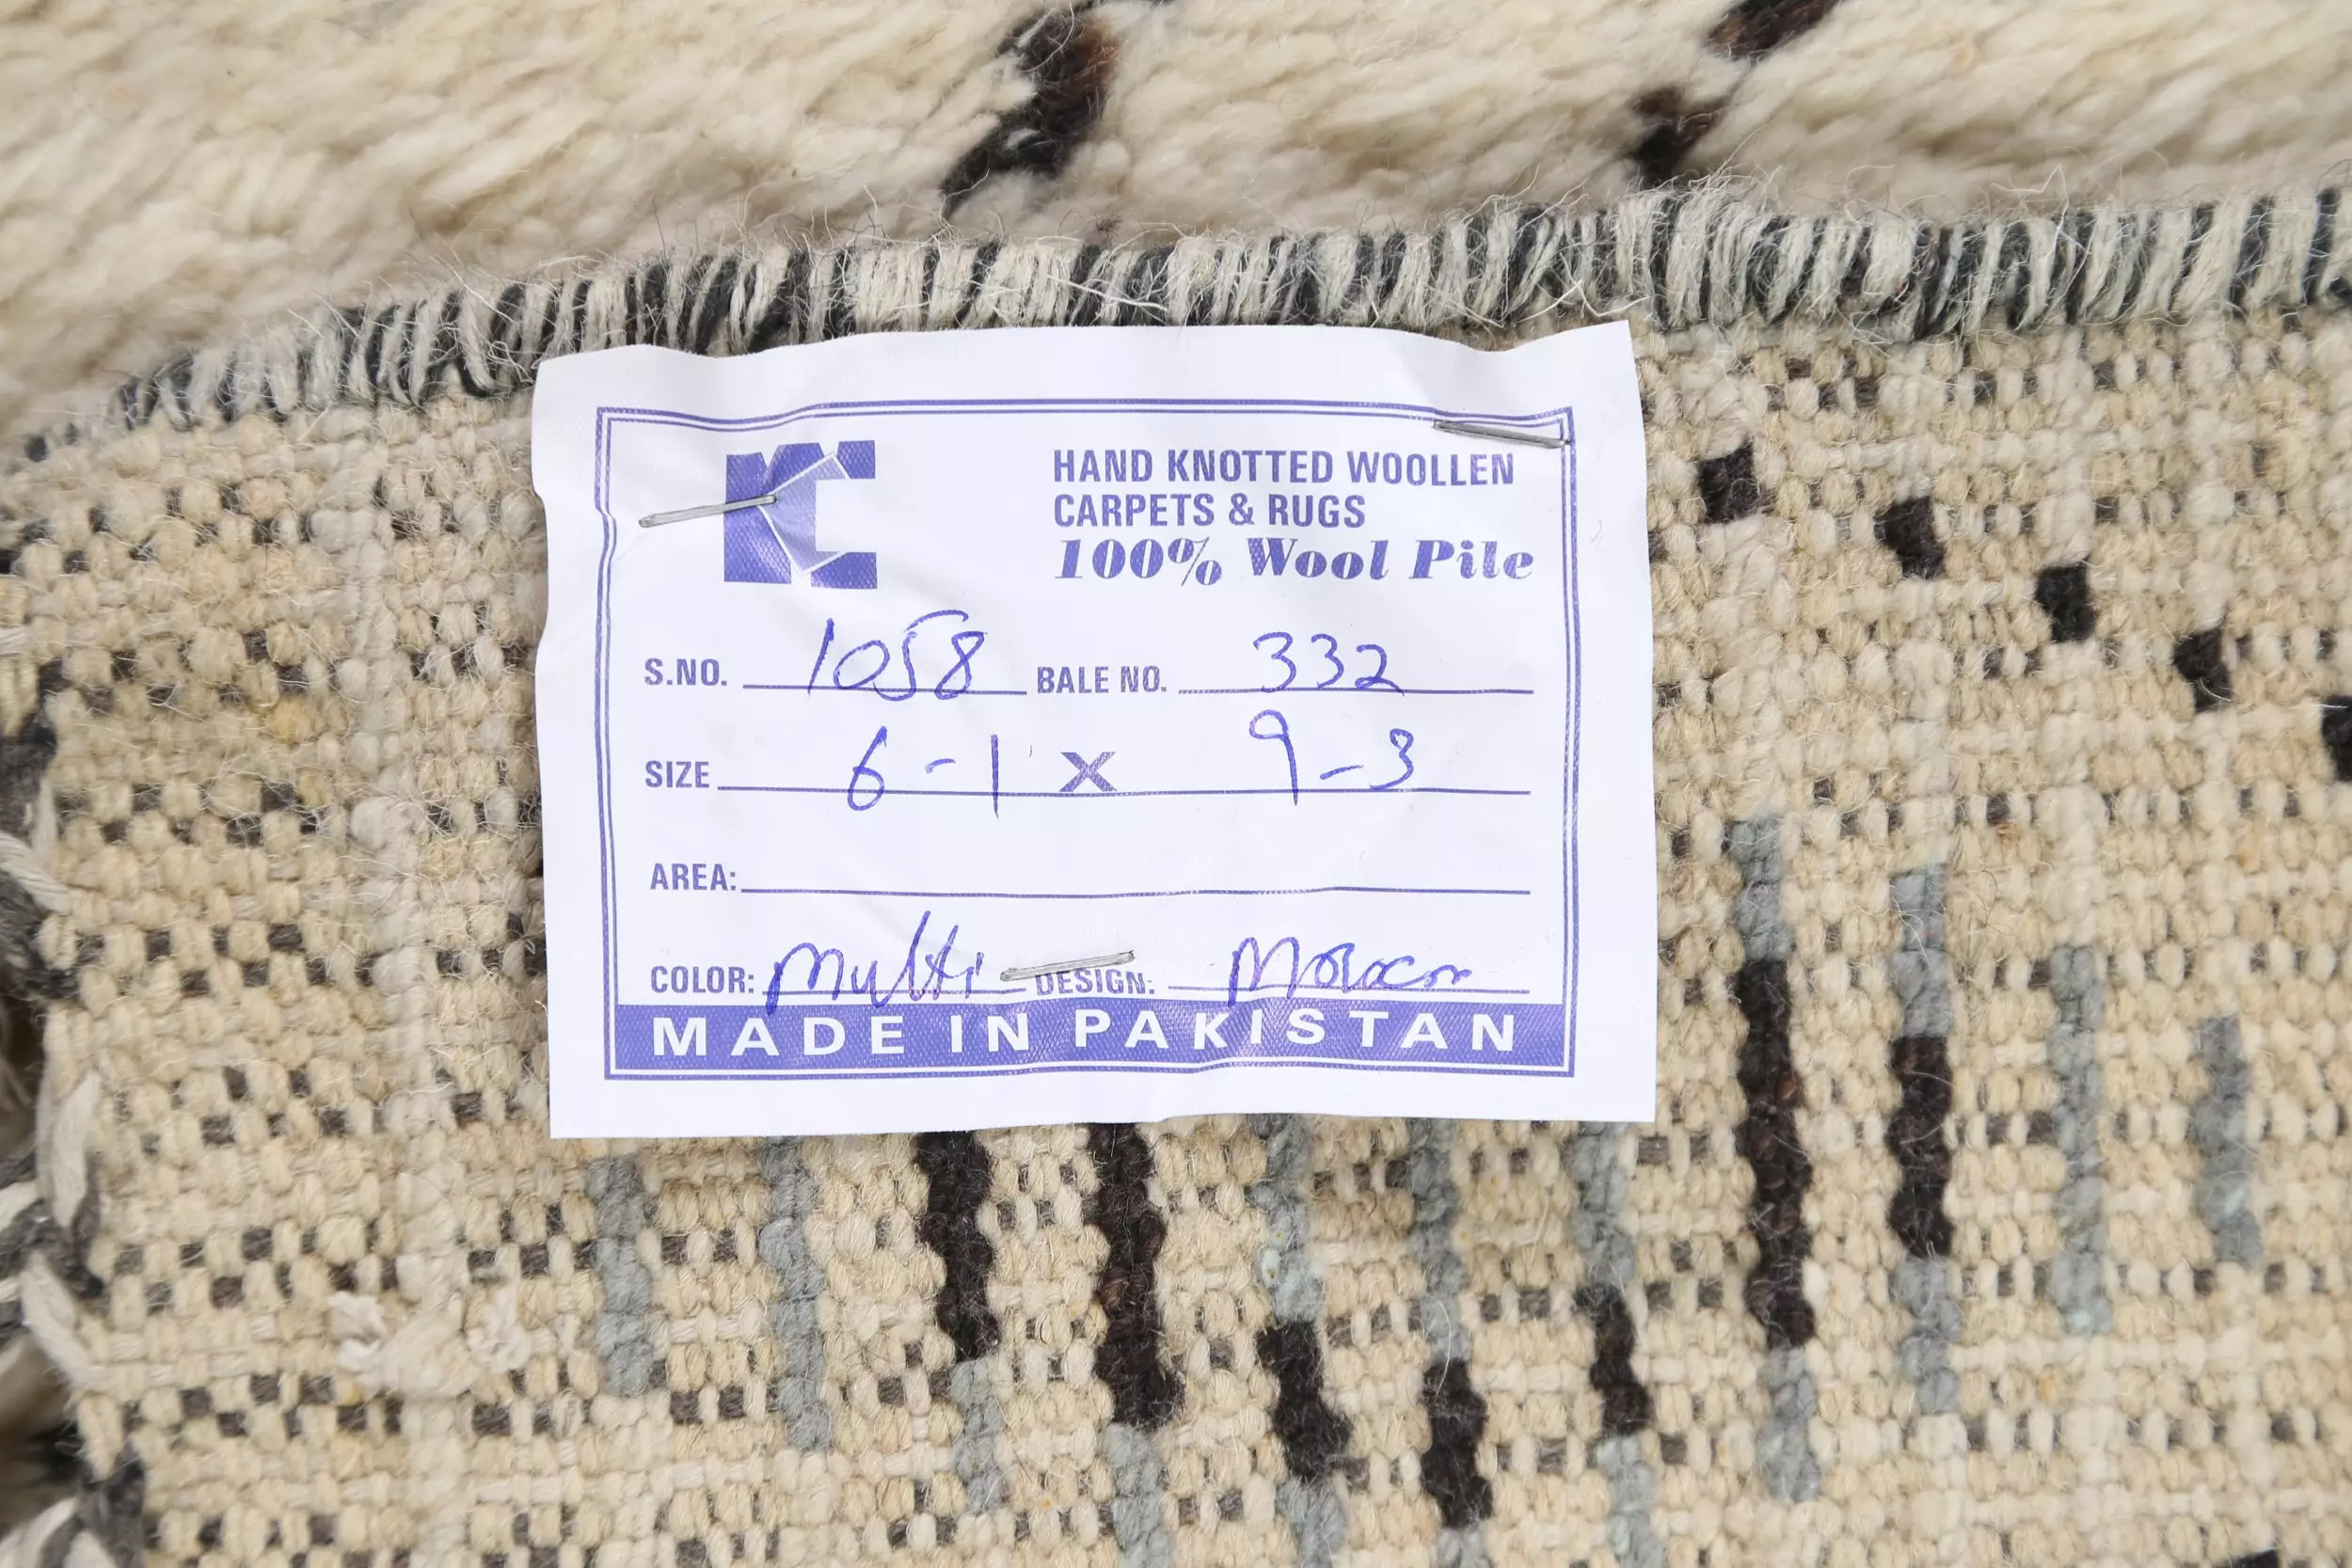 KC
HAND KNOTTED WOOLLEN
CARPETS & RUGS
100% Wool Pile
S.NO. 1058 BALE NO. 332
SIZE 6-1 X 9-3
AREA:
COLOR: Multi DESIGN:
MADE IN PAKISTAN